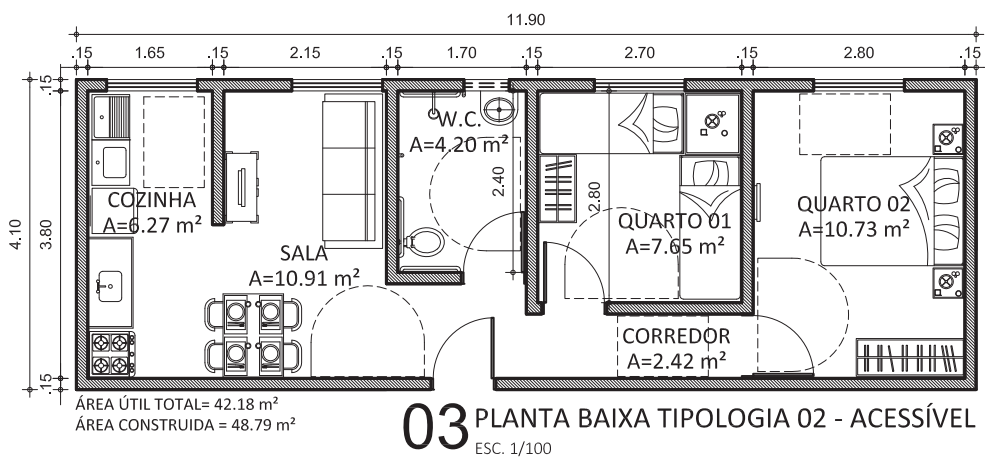 11.90
.15 1.65 .15 2.15 .15 1.70 .15 2.70 .15 2.80 .15
.15
4.10
3.80
.15
COZINHA
A=6.27 m²
SALA
A=10.91 m²
W.C.
A=4.20 m²
2.40
2.80
QUARTO 01
A=7.65 m²
QUARTO 02
A=10.73 m²
CORREDOR
A=2.42 m²
ÁREA ÚTIL TOTAL= 42.18 m²
ÁREA CONSTRUIDA = 48.79 m²
03 PLANTA BAIXA TIPOLOGIA 02 - ACESSÍVEL
ESC. 1/100